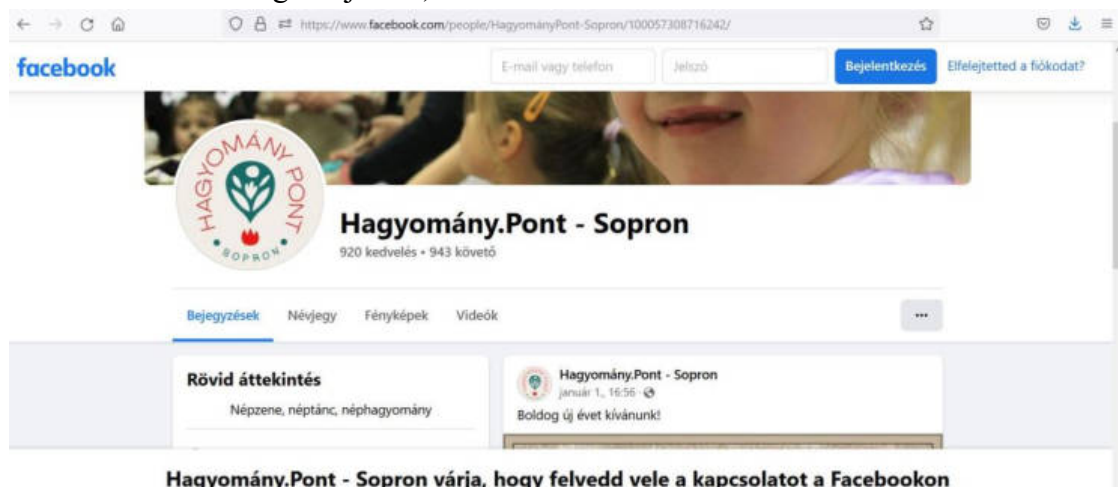 https://www.facebook.com/people/HagyományPont-Sopron/100057308716242/
facebook
E-mail vagy telefon
Jelszó
Bejelentkezés
Elfelejtetted a fiókodat?
HAGYOMÁNY PONT
SOPRON
Hagyomány.Pont - Sopron
920 kedvelés • 943 követő
Bejegyzések
Névjegy
Fényképek
Videók
Rövid áttekintés
Népzene, néptánc, néphagyomány
Hagyomány.Pont - Sopron
január 1., 16:56
Boldog új évet kívánunk!
Hagyomány.Pont - Sopron várja, hogy felvedd vele a kapcsolatot a Facebookon